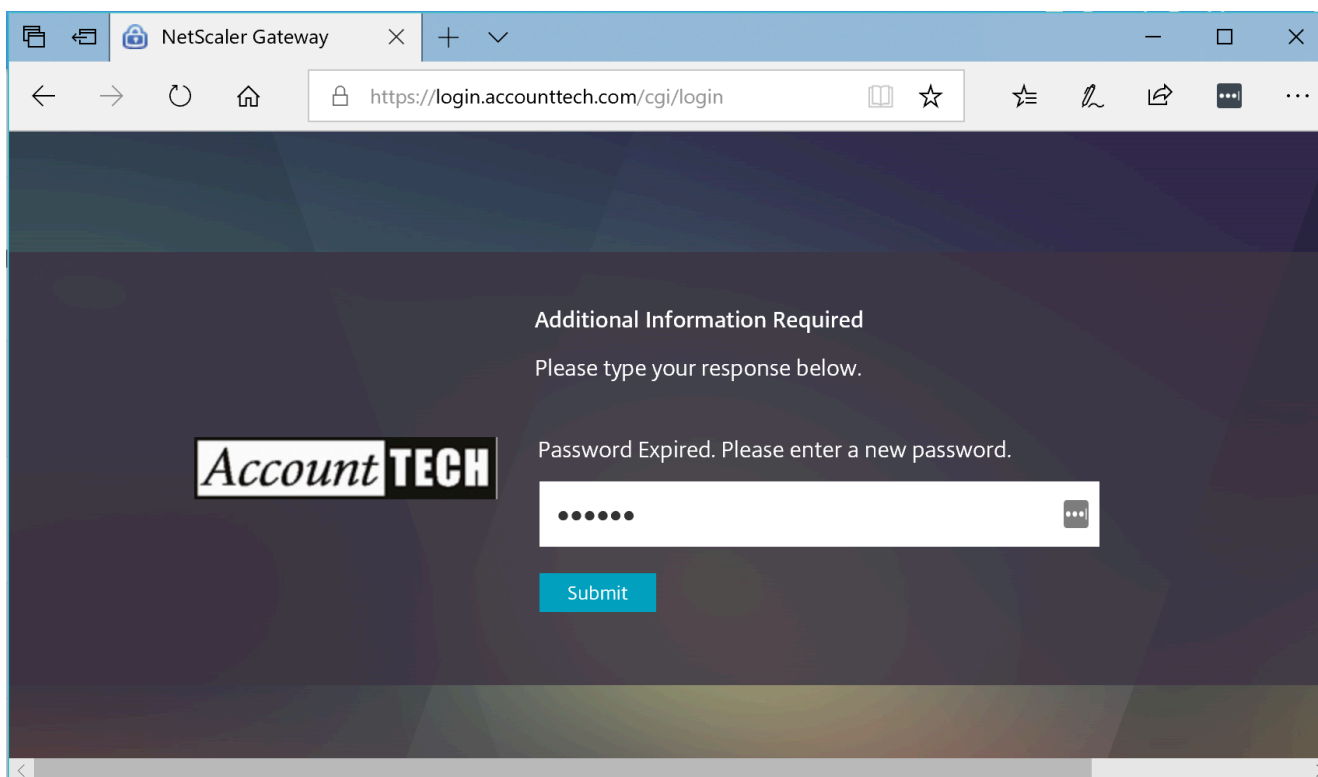 NetScaler Gateway
https://login.accounttech.com/cgi/login
Additional Information Required
Please type your response below.
Password Expired. Please enter a new password.
Account TECH
••••••
Submit